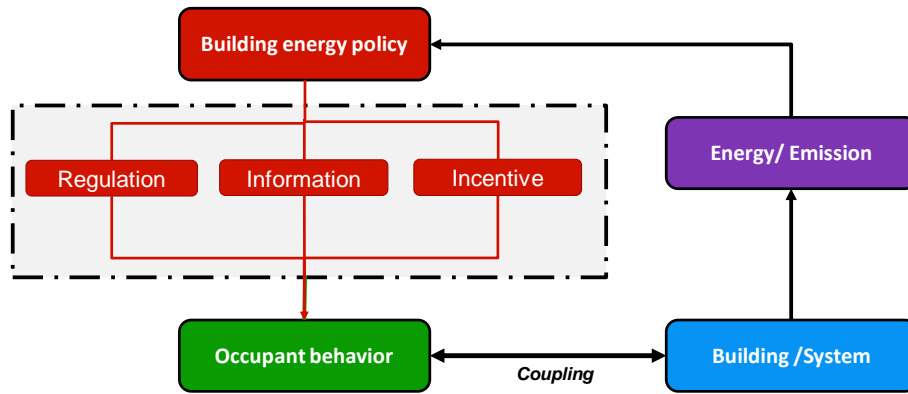 Building energy policy
Regulation
Information
Incentive
Energy/ Emission
Occupant behavior
Coupling
Building /System